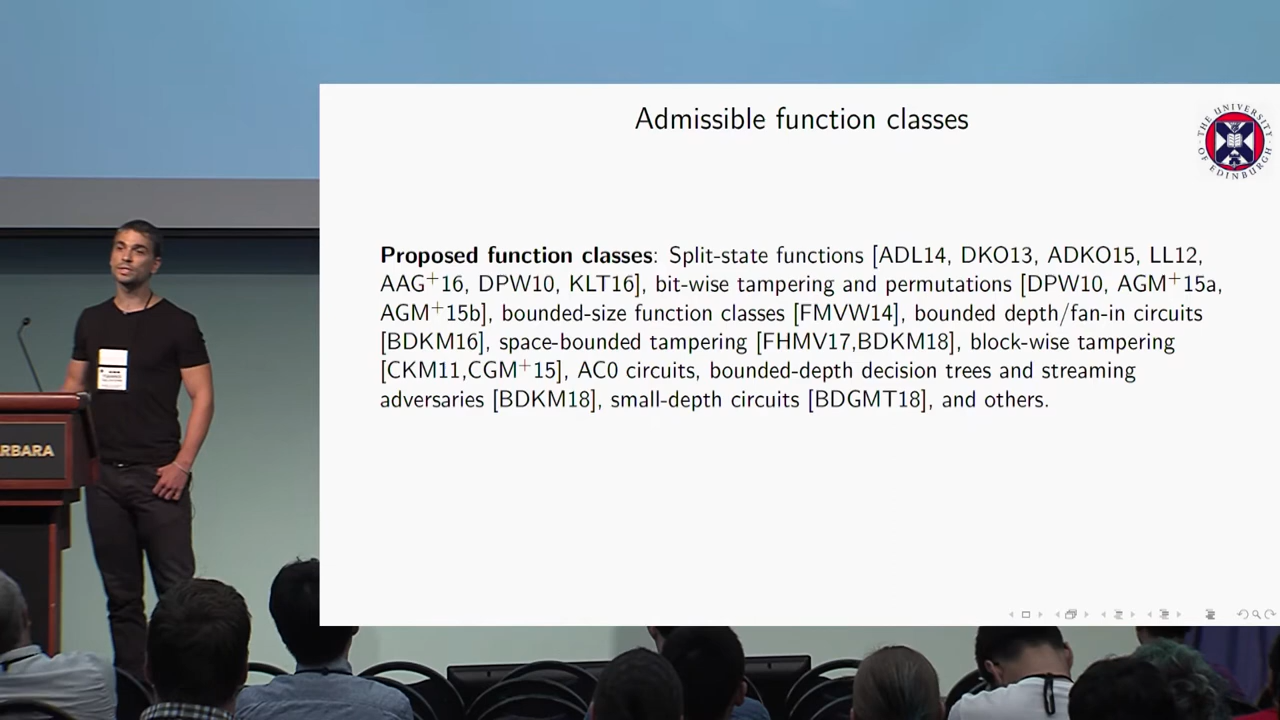 Admissible function classes
THE UNIVERSITY OF EDINBURGH
Proposed function classes: Split-state functions [ADL14, DKO13, ADKO15, LL12,
AAG+16, DPW10, KLT16], bit-wise tampering and permutations [DPW10, AGM+15a,
AGM+15b], bounded-size function classes [FMVW14], bounded depth/fan-in circuits
[BDKM16], space-bounded tampering [FHMV17,BDKM18], block-wise tampering
[CKM11,CGM+15], AC0 circuits, bounded-depth decision trees and streaming
adversaries [BDKM18], small-depth circuits [BDGMT18], and others.
RBARA